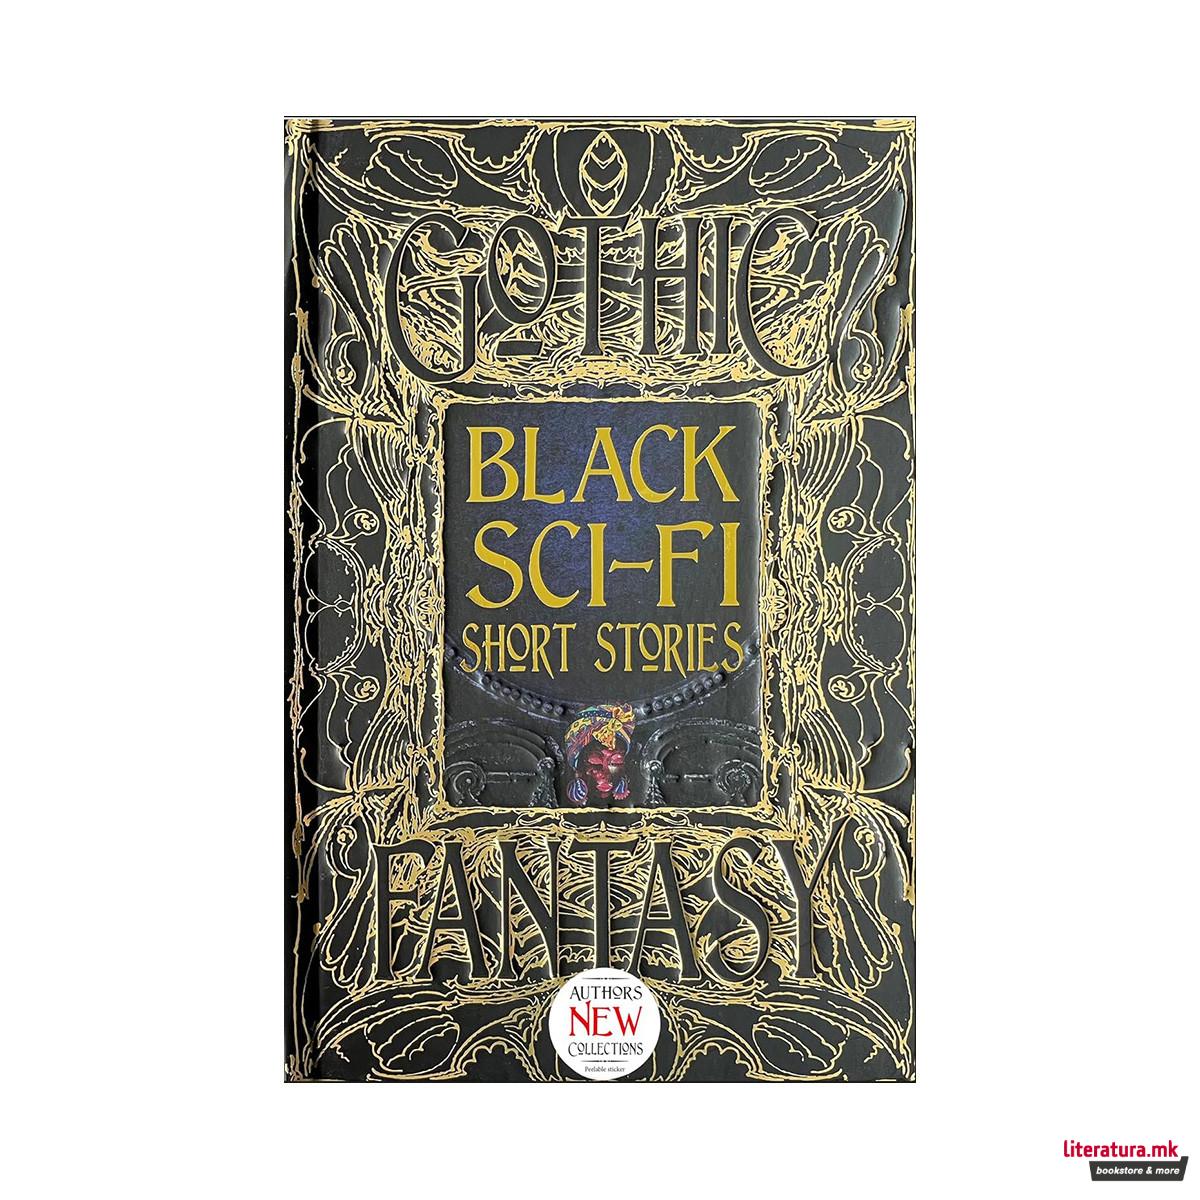 GOTHIC
BLACK
SCI-FI
SHORT STORIES
FANTASY
AUTHORS
NEW
COLLECTIONS
Peelable sticker
literatura.mk
bookstore & more